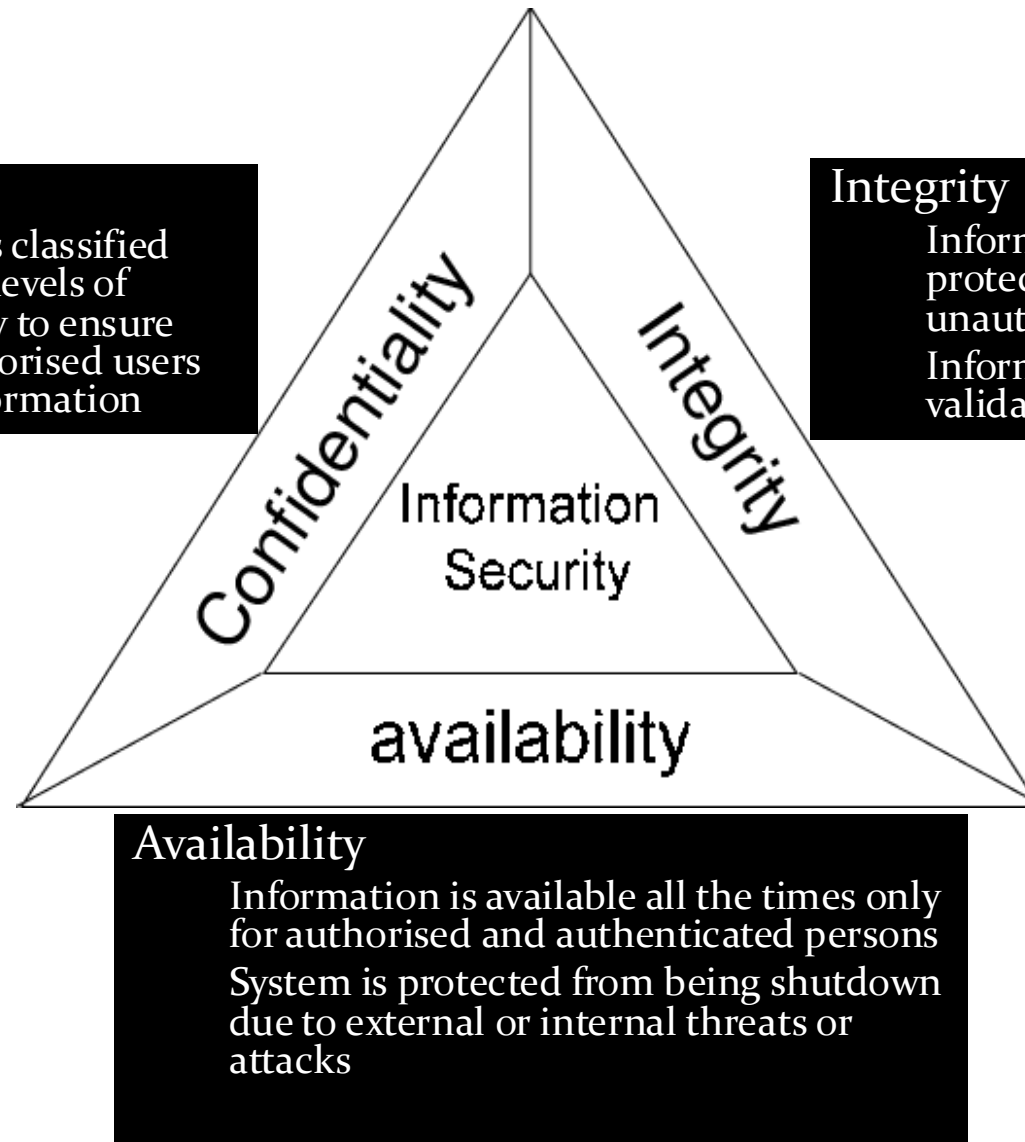 s classified
levels of
y to ensure
orised users
ormation
Confidentiality
Integrity
Information
Security
availability
Integrity
Inform
protec
unaut
Inform
valida
Availability
Information is available all the times only
for authorised and authenticated persons
System is protected from being shutdown
due to external or internal threats or
attacks